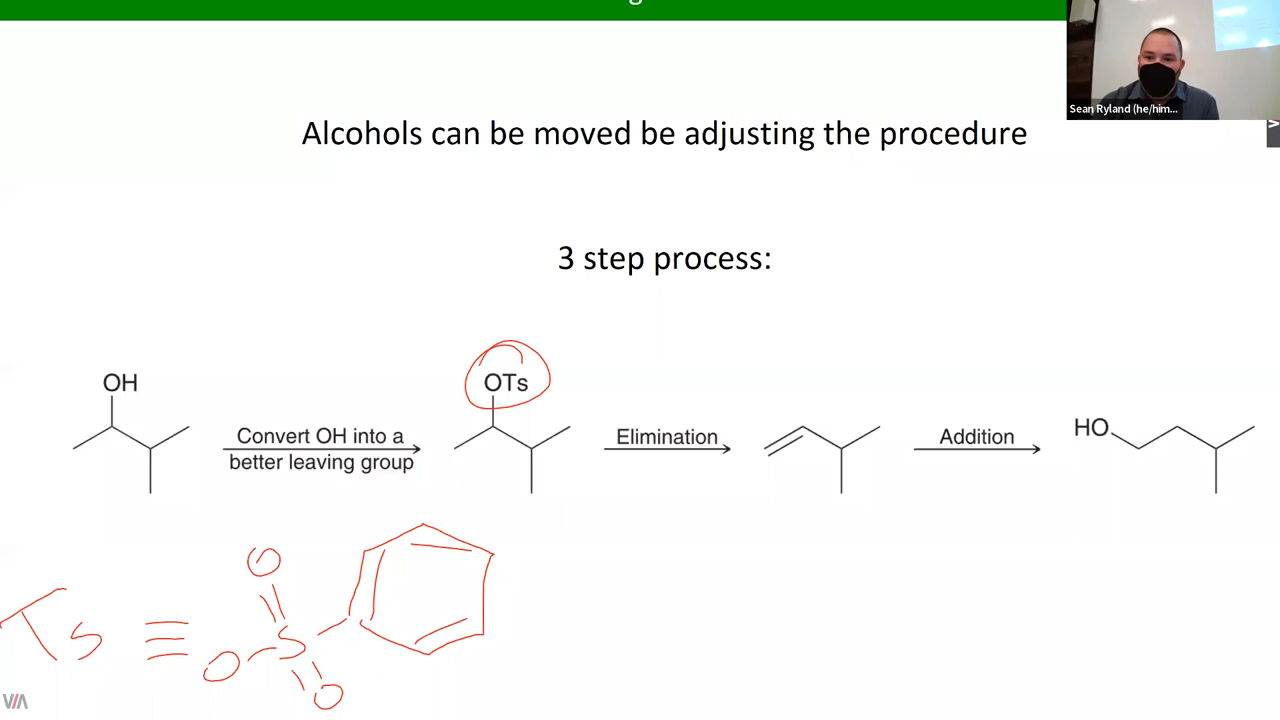 Sean Ryland (he/him...
Alcohols can be moved be adjusting the procedure
3 step process:
OH
Convert OH into a
better leaving group
OTs
Elimination
Addition
HO
Ts ≡
O
O
S
O
VIA